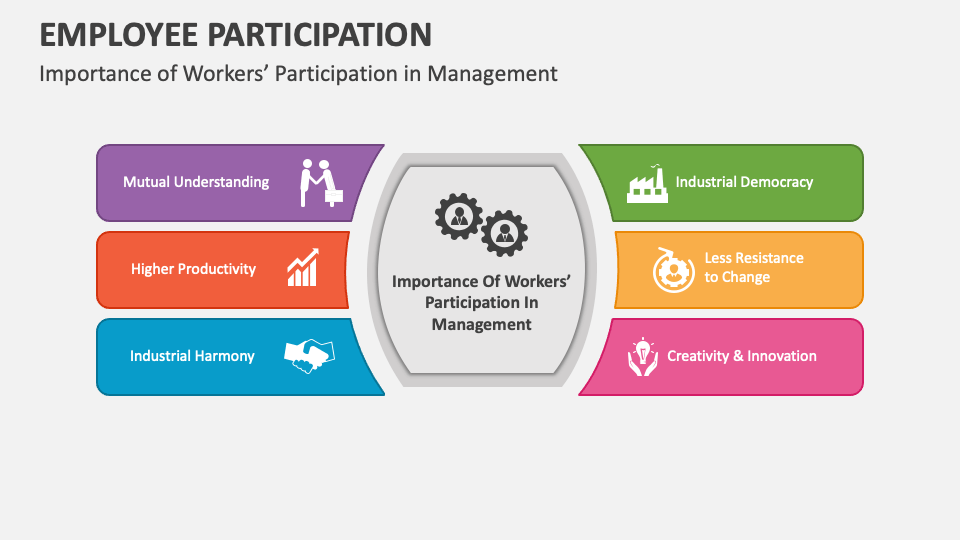 EMPLOYEE PARTICIPATION
Importance of Workers’ Participation in Management
Mutual Understanding
Higher Productivity
Industrial Harmony
Importance Of Workers’
Participation In
Management
Industrial Democracy
Less Resistance
to Change
Creativity & Innovation